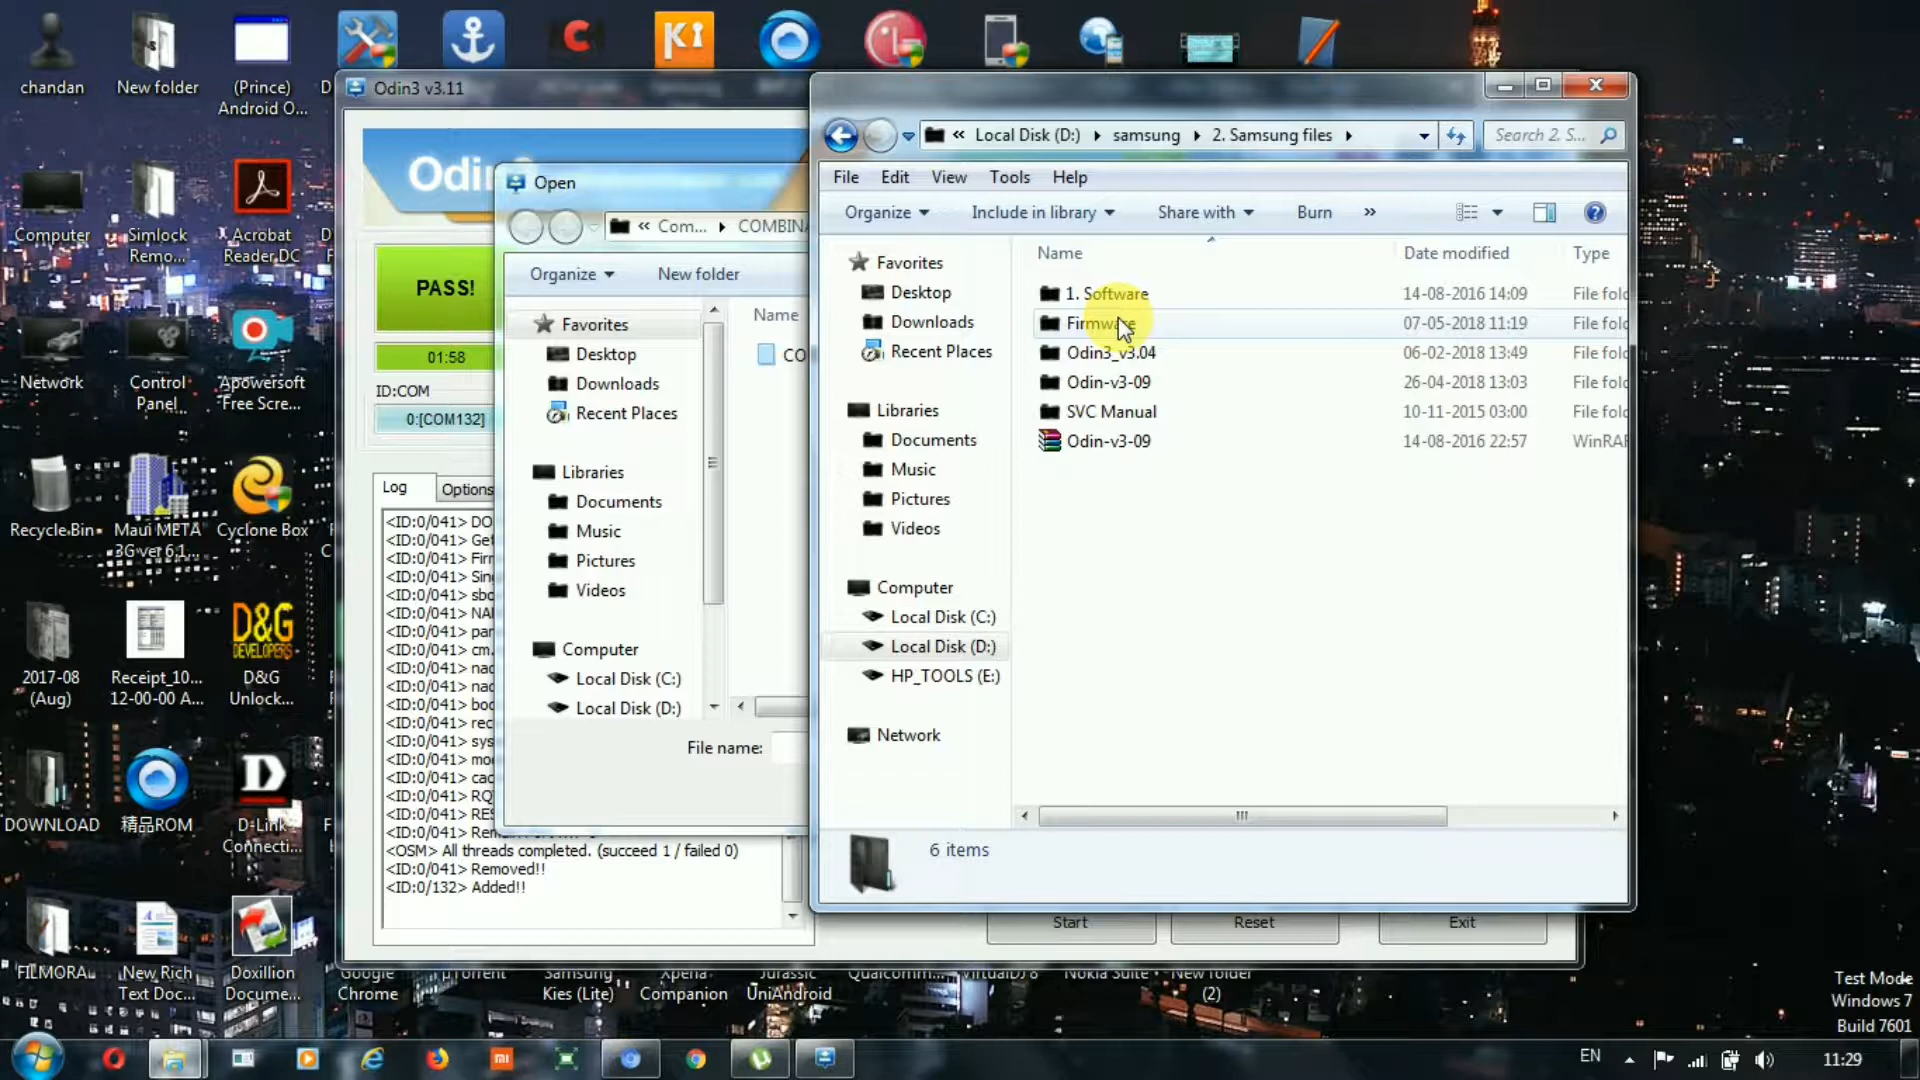 chandan
New folder
(Prince)
Android O...
Computer
Simlock
Remo...
Acrobat
Reader DC
Network
Control
Panel
Apowersoft
Free Scre...
Recycle Bin
Maui META
3G ver 6.1...
Cyclone Box
2017-08
(Aug)
Receipt_10...
12-00-00 A...
D&G
DEVELOPERS
D&G
Unlock...
DOWNLOAD
精品ROM
D-Link
Connecti...
FILMORA
New Rich
Text Doc...
Doxillion
Docume...
Google
Chrome
µTorrent
Samsung
Kies (Lite)
Xperia
Companion
Jurassic
UniAndroid
Qualcomm...
VirtualDJ 8
Nokia Suite
New folder
(2)
Odin3 v3.11
PASS!
01:58
ID:COM
0:[COM132]
Log
Options
<ID:0/041> DO
<ID:0/041> Get
<ID:0/041> Firr
<ID:0/041> Sing
<ID:0/041> sbo
<ID:0/041> NAN
<ID:0/041> par
<ID:0/041> cm.
<ID:0/041> nad
<ID:0/041> nad
<ID:0/041> boo
<ID:0/041> rec
<ID:0/041> sys
<ID:0/041> mod
<ID:0/041> cac
<ID:0/041> RQ
<ID:0/041> RES
<OSM> All threads completed. (succeed 1 / failed 0)
<ID:0/041> Removed!!
<ID:0/132> Added!!
Start
Reset
Exit
Open
« Com... COMBINA
Organize
New folder
Name
CO
Favorites
Desktop
Downloads
Recent Places
Libraries
Documents
Music
Pictures
Videos
Computer
Local Disk (C:)
Local Disk (D:)
File name:
« Local Disk (D:) samsung 2. Samsung files
Search 2. S...
File Edit View Tools Help
Organize Include in library Share with Burn »
Favorites
Desktop
Downloads
Recent Places
Libraries
Documents
Music
Pictures
Videos
Computer
Local Disk (C:)
Local Disk (D:)
HP_TOOLS (E:)
Network
Name Date modified Type
1. Software 14-08-2016 14:09 File fold
Firmware 07-05-2018 11:19 File fold
Odin3_v3.04 06-02-2018 13:49 File fold
Odin-v3-09 26-04-2018 13:03 File fold
SVC Manual 10-11-2015 03:00 File fold
Odin-v3-09 14-08-2016 22:57 WinRAR
6 items
Test Mode
Windows 7
Build 7601
EN
11:29